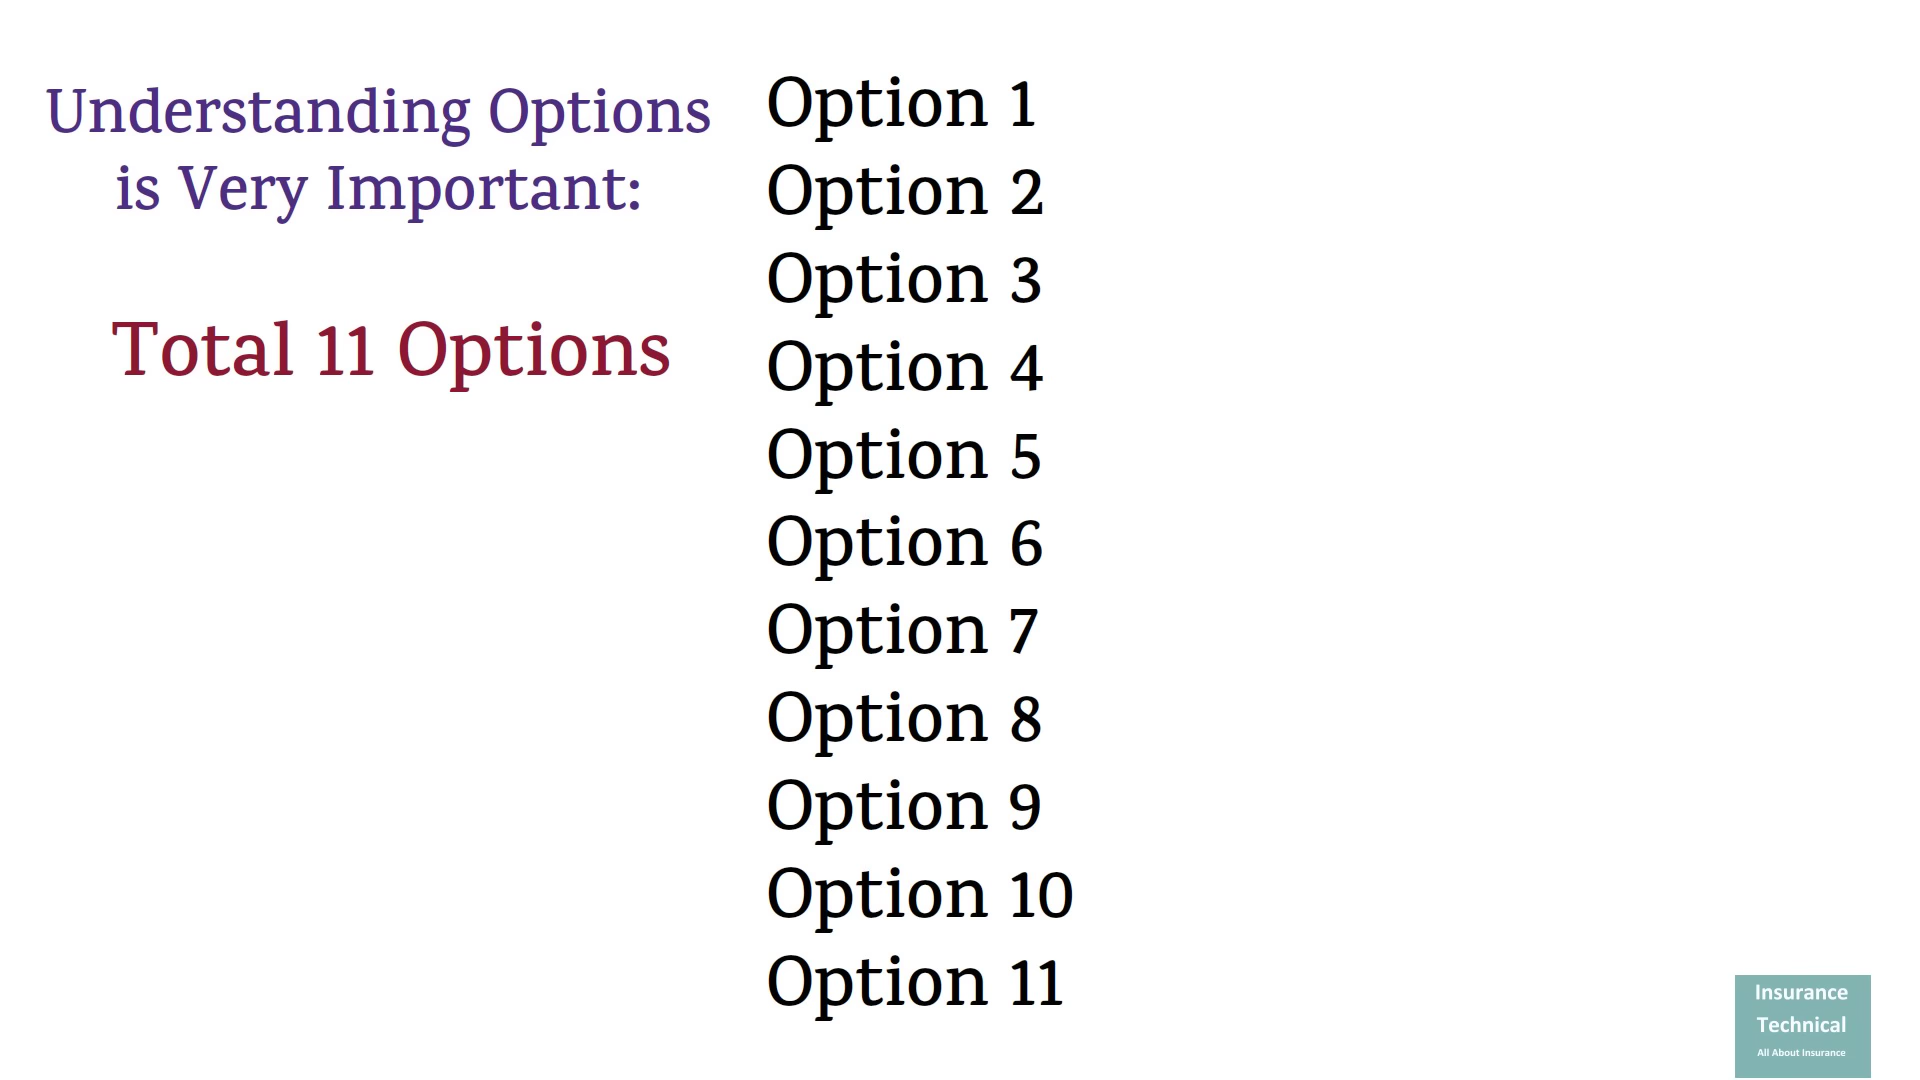 Understanding Options
is Very Important:
Total 11 Options
Option 1
Option 2
Option 3
Option 4
Option 5
Option 6
Option 7
Option 8
Option 9
Option 10
Option 11
Insurance
Technical
All About Insurance